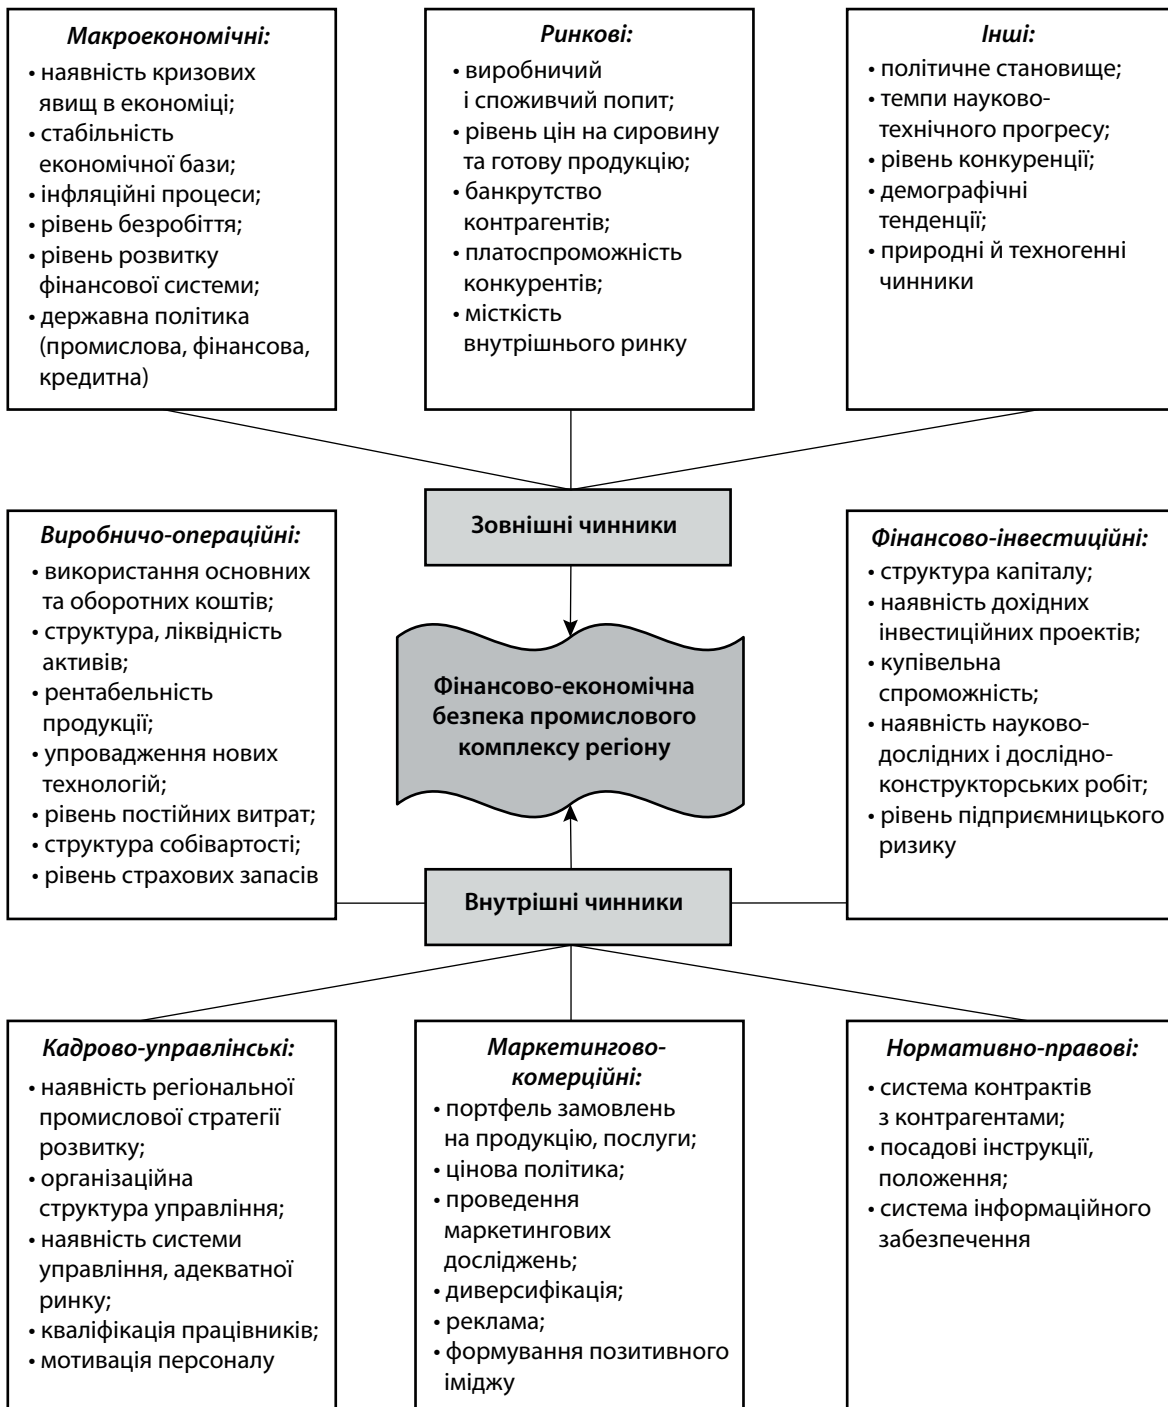 Макроекономічні:
• наявність кризових
явищ в економіці;
• стабільність
економічної бази;
• інфляційні процеси;
• рівень безробіття;
• рівень розвитку
фінансової системи;
• державна політика
(промислова, фінансова,
кредитна)
Ринкові:
• виробничий
і споживчий попит;
• рівень цін на сировину
та готову продукцію;
• банкрутство
контрагентів;
• платоспроможність
конкурентів;
• місткість
внутрішнього ринку
Інші:
• політичне становище;
• темпи науково-
технічного прогресу;
• рівень конкуренції;
• демографічні
тенденції;
• природні й техногенні
чинники
Зовнішні чинники
Виробничо-операційні:
• використання основних
та оборотних коштів;
• структура, ліквідність
активів;
• рентабельність
продукції;
• упровадження нових
технологій;
• рівень постійних витрат;
• структура собівартості;
• рівень страхових запасів
Фінансово-економічна
безпека промислового
комплексу регіону
Фінансово-інвестиційні:
• структура капіталу;
• наявність дохідних
інвестиційних проектів;
• купівельна
спроможність;
• наявність науково-
дослідних і дослідно-
конструкторських робіт;
• рівень підприємницького
ризику
Внутрішні чинники
Кадрово-управлінські:
• наявність регіональної
промислової стратегії
розвитку;
• організаційна
структура управління;
• наявність системи
управління, адекватної
ринку;
• кваліфікація працівників;
• мотивація персоналу
Маркетингово-
комерційні:
• портфель замовлень
на продукцію, послуги;
• цінова політика;
• проведення
маркетингових
досліджень;
• диверсифікація;
• реклама;
• формування позитивного
іміджу
Нормативно-правові:
• система контрактів
з контрагентами;
• посадові інструкції,
положення;
• система інформаційного
забезпечення